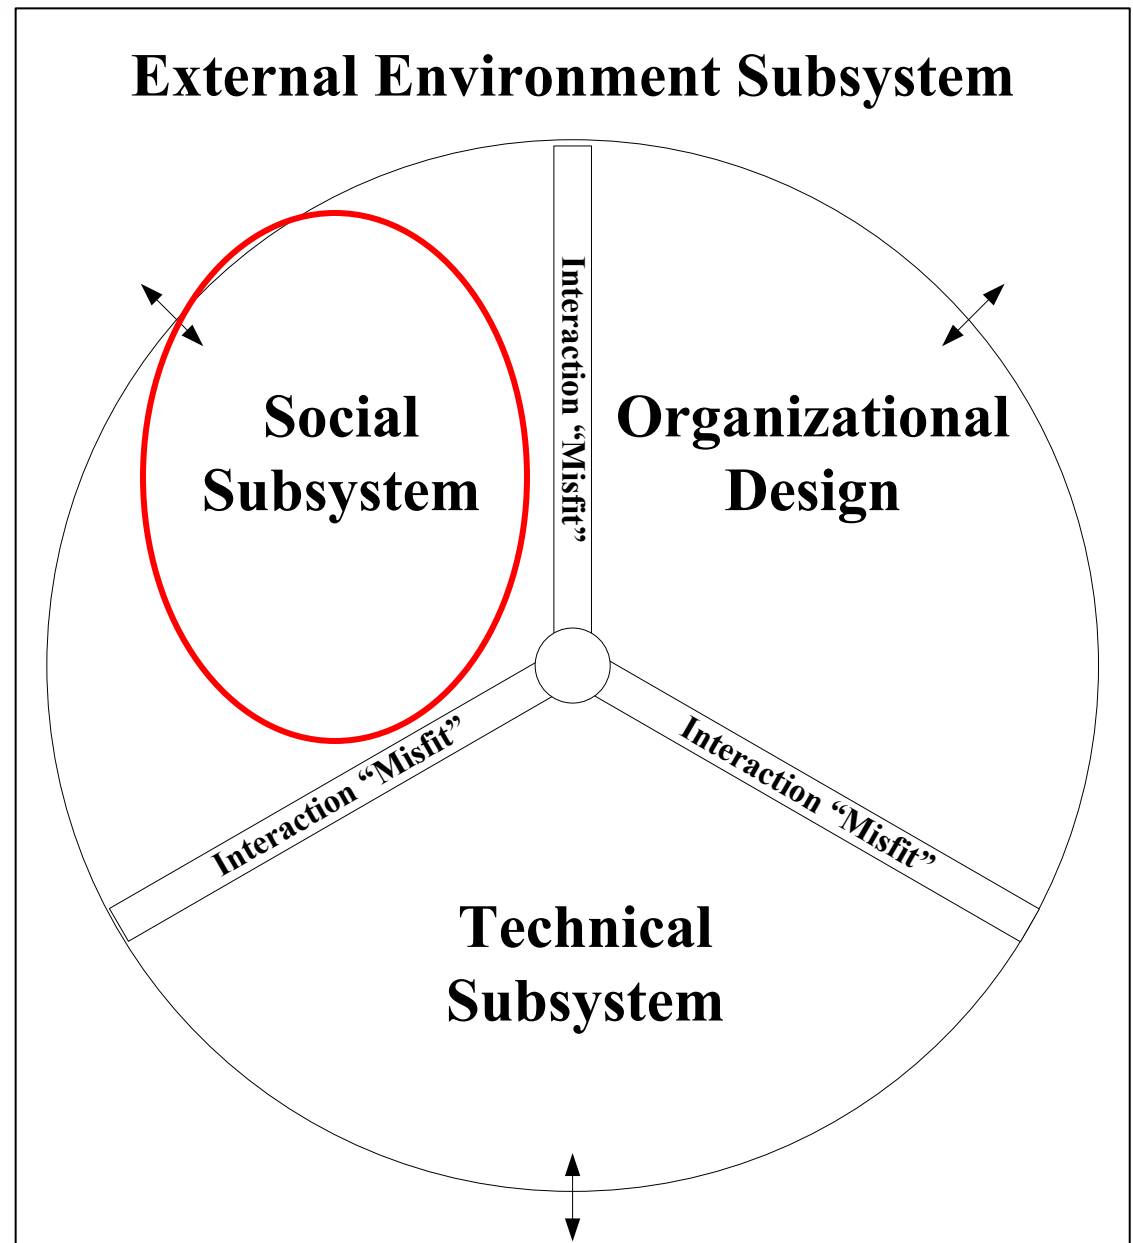 External Environment Subsystem
Interaction “Misfit”
Social
Subsystem
Organizational
Design
Interaction “Misfit”
Interaction “Misfit”
Technical
Subsystem